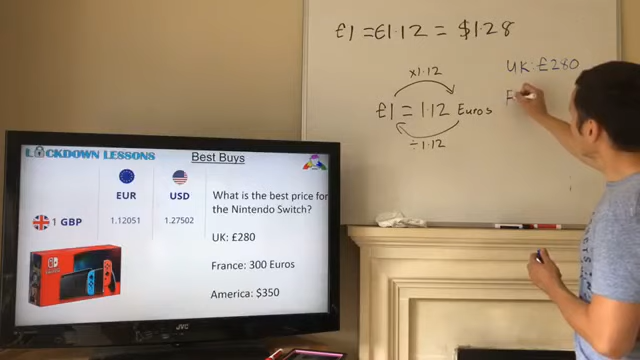 £1 = €1.12 = $1.28
×1.12
£1 = 1.12 Euros
÷1.12
UK: £280
F
LOCKDOWN LESSONS
Best Buys
EUR
USD
1 GBP
1.12051
1.27502
What is the best price for
the Nintendo Switch?
UK: £280
France: 300 Euros
America: $350
JVC